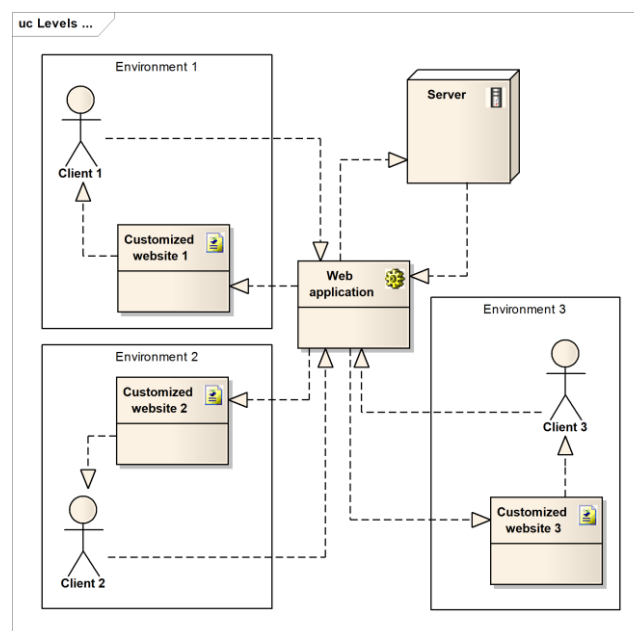 uc Levels ...
Environment 1
Client 1
Customized
website 1
Server
Web
application
Environment 2
Customized
website 2
Client 2
Environment 3
Client 3
Customized
website 3